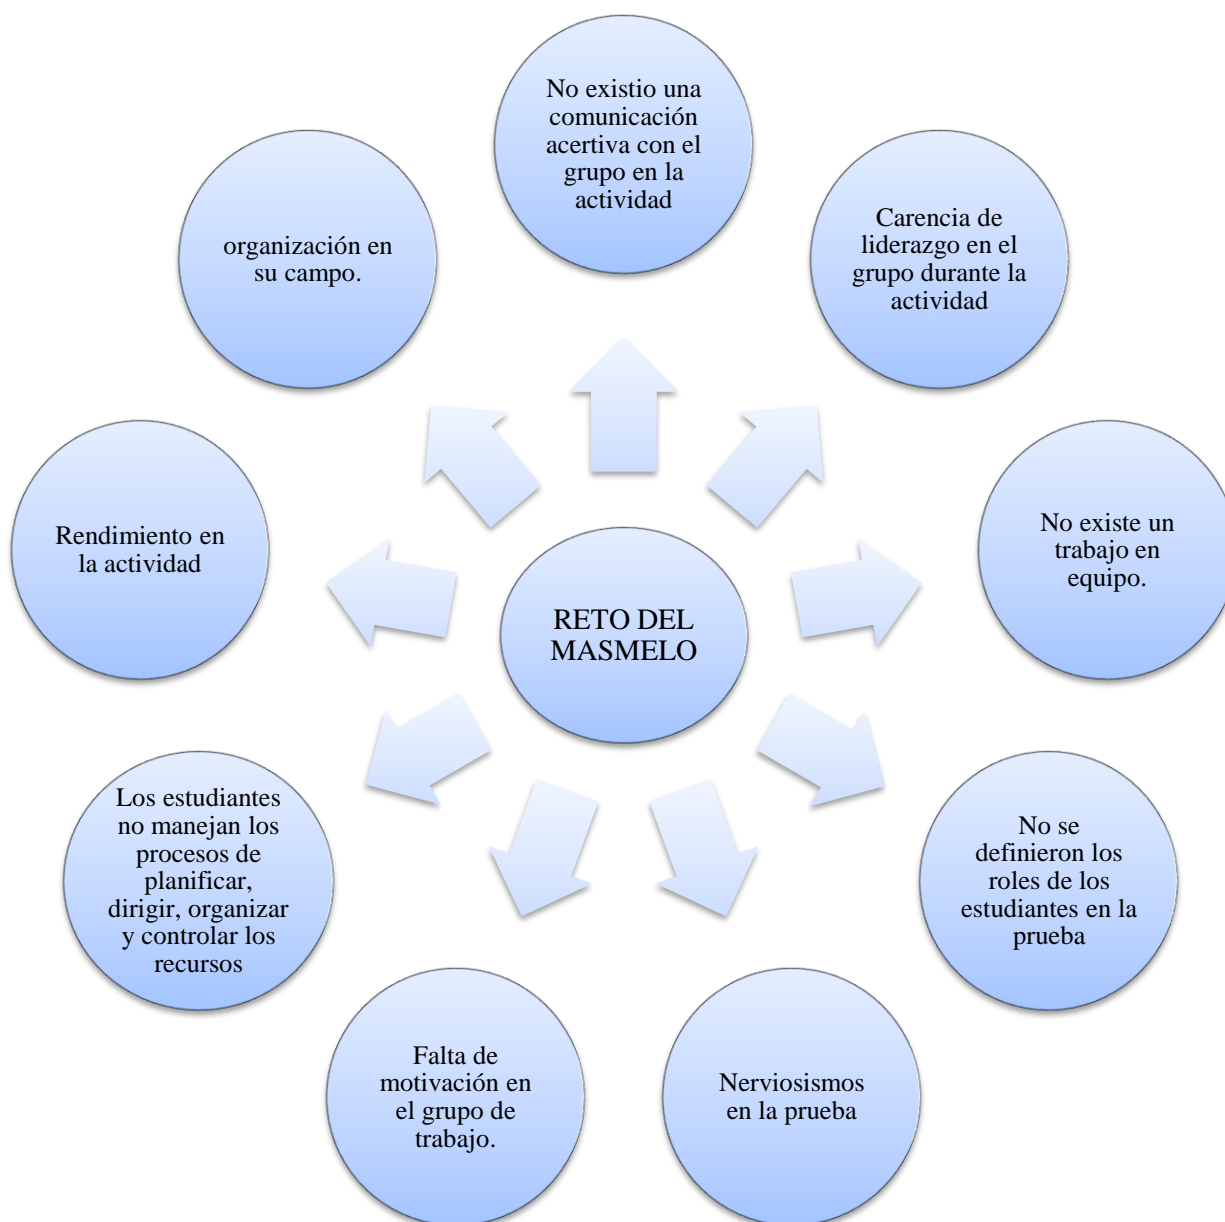 No existio una
comunicación
acertiva con el
grupo en la
actividad
Carencia de
liderazgo en el
grupo durante la
actividad
No existe un
trabajo en
equipo.
No se
definieron los
roles de los
estudiantes en la
prueba
Nerviosismos
en la prueba
Falta de
motivación en
el grupo de
trabajo.
Los estudiantes
no manejan los
procesos de
planificar,
dirigir, organizar
y controlar los
recursos
Rendimiento en
la actividad
organización en
su campo.
RETO DEL
MASMELO